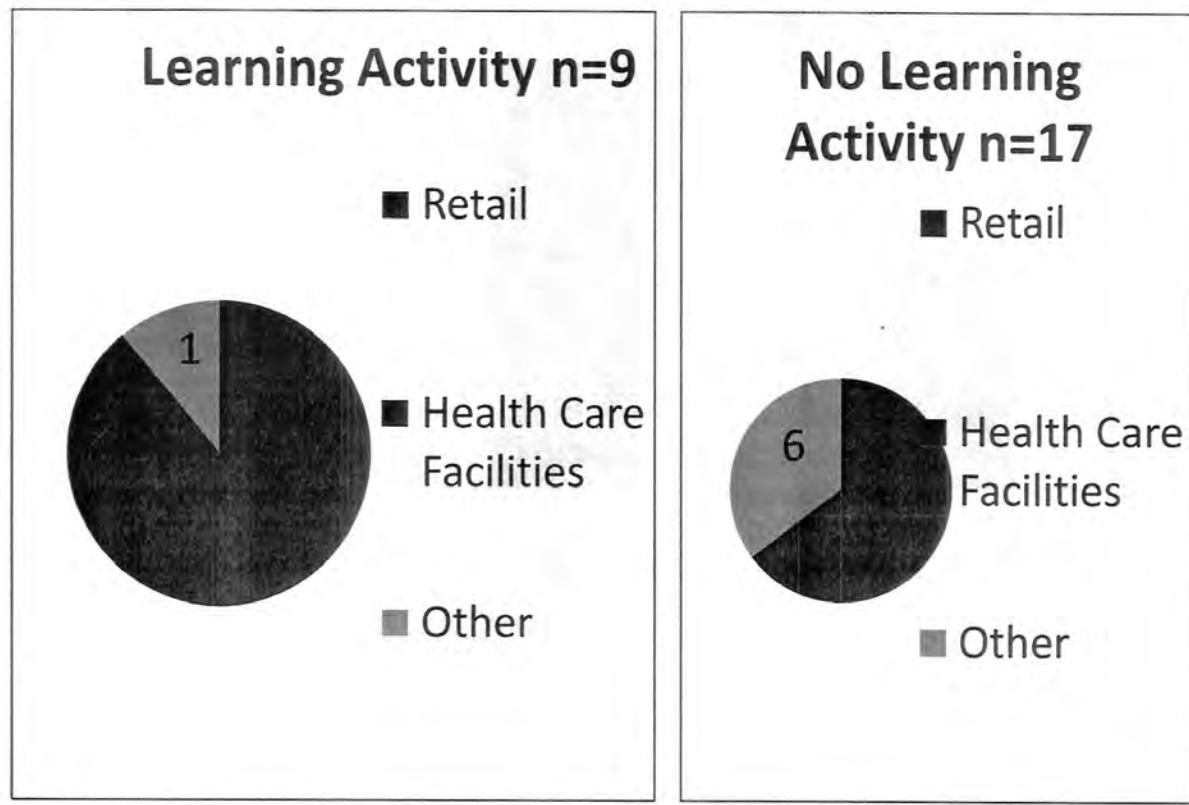 Learning Activity n=9
Retail
1
Health Care
Facilities
Other
No Learning
Activity n=17
Retail
6
Health Care
Facilities
Other